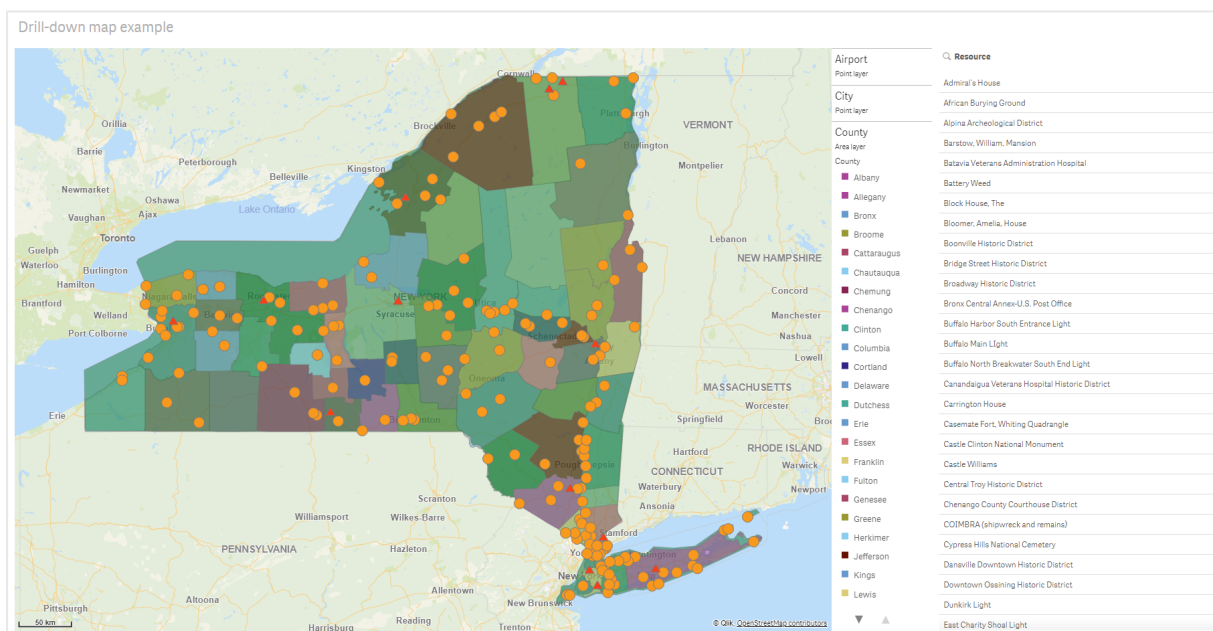 Drill-down map example
Cornwall
Orillia
Brockville
VERMONT
Burlington
Barrie
Peterborough
Kingston
Montpelier
Belleville
Newmarket
Oshawa
Lake Ontario
Vaughan
Ajax
Toronto
Lebanon
Guelph
NEW HAMPSHIRE
Waterloo
Burlington
Hamilton
Concord
Brantford
NEW YORK
Utica
Welland
Syracuse
Manchester
Port Colborne
Nashua
Lowell
Oneonta
MASSACHUSETTS
Erie
Worcester
Springfield
Hartford
RHODE ISLAND
Warwick
CONNECTICUT
Waterbury
Newport
Scranton
Ansonia
Williamsport
Wilkes-Barre
Stamford
PENNSYLVANIA
Hazleton
New
Allentown
Altoona
New Brunswick
Pittsburgh
Reading
Harrisburg
Trenton
50 km
© Qlik, OpenStreetMap contributors
Airport
Point layer
City
Point layer
County
Area layer
County
Albany
Allegany
Bronx
Broome
Cattaraugus
Chautauqua
Chemung
Chenango
Clinton
Columbia
Cortland
Delaware
Dutchess
Erie
Essex
Franklin
Fulton
Genesee
Greene
Herkimer
Jefferson
Kings
Lewis
Resource
Admiral's House
African Burying Ground
Alpina Archeological District
Barstow, William, Mansion
Batavia Veterans Administration Hospital
Battery Weed
Block House, The
Bloomer, Amelia, House
Boonville Historic District
Bridge Street Historic District
Broadway Historic District
Bronx Central Annex-U.S. Post Office
Buffalo Harbor South Entrance Light
Buffalo Main LIght
Buffalo North Breakwater South End Light
Canandaigua Veterans Hospital Historic District
Carrington House
Casemate Fort, Whiting Quadrangle
Castle Clinton National Monument
Castle Williams
Central Troy Historic District
Chenango County Courthouse District
COIMBRA (shipwreck and remains)
Cypress Hills National Cemetery
Dansville Downtown Historic District
Downtown Ossining Historic District
Dunkirk Light
East Charity Shoal Light